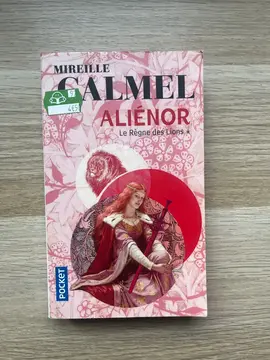 MIREILLE
CALMEL
ALIÉNOR
Le Règne des Lions *
POCKET